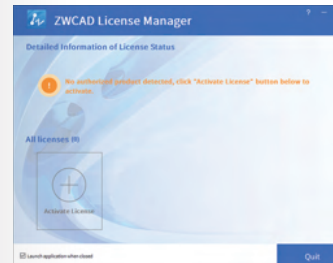 ZWCAD License Manager
Detailed Information of License Status
No authorized product detected, click "Activate License" button below to
activate.
All licenses (0)
Activate License
Launch application when closed
Quit